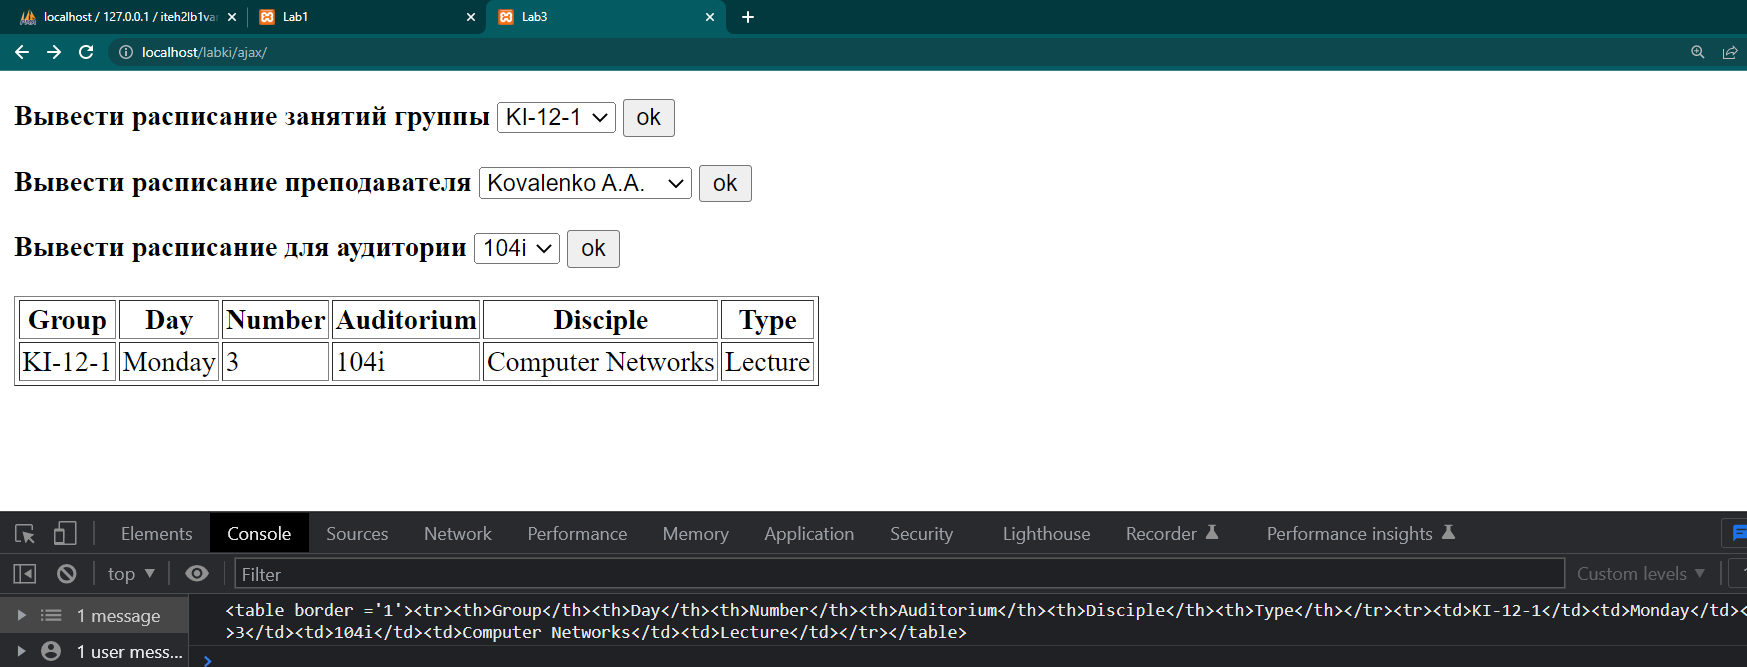 localhost / 127.0.0.1 / iteh2lb1var
Lab1
Lab3
localhost/labki/ajax/
Вывести расписание занятий группы KI-12-1 ok
Вывести расписание преподавателя Kovalenko A.A. ok
Вывести расписание для аудитории 104i ok
Group Day Number Auditorium Disciple Type
KI-12-1 Monday 3 104i Computer Networks Lecture
Elements Console Sources Network Performance Memory Application Security Lighthouse Recorder Performance insights
top Filter Custom levels
1 message
1 user mess...
<table border ='1'><tr><th>Group</th><th>Day</th><th>Number</th><th>Auditorium</th><th>Disciple</th><th>Type</th></tr><tr><td>KI-12-1</td><td>Monday</td><
>3</td><td>104i</td><td>Computer Networks</td><td>Lecture</td></tr></table>